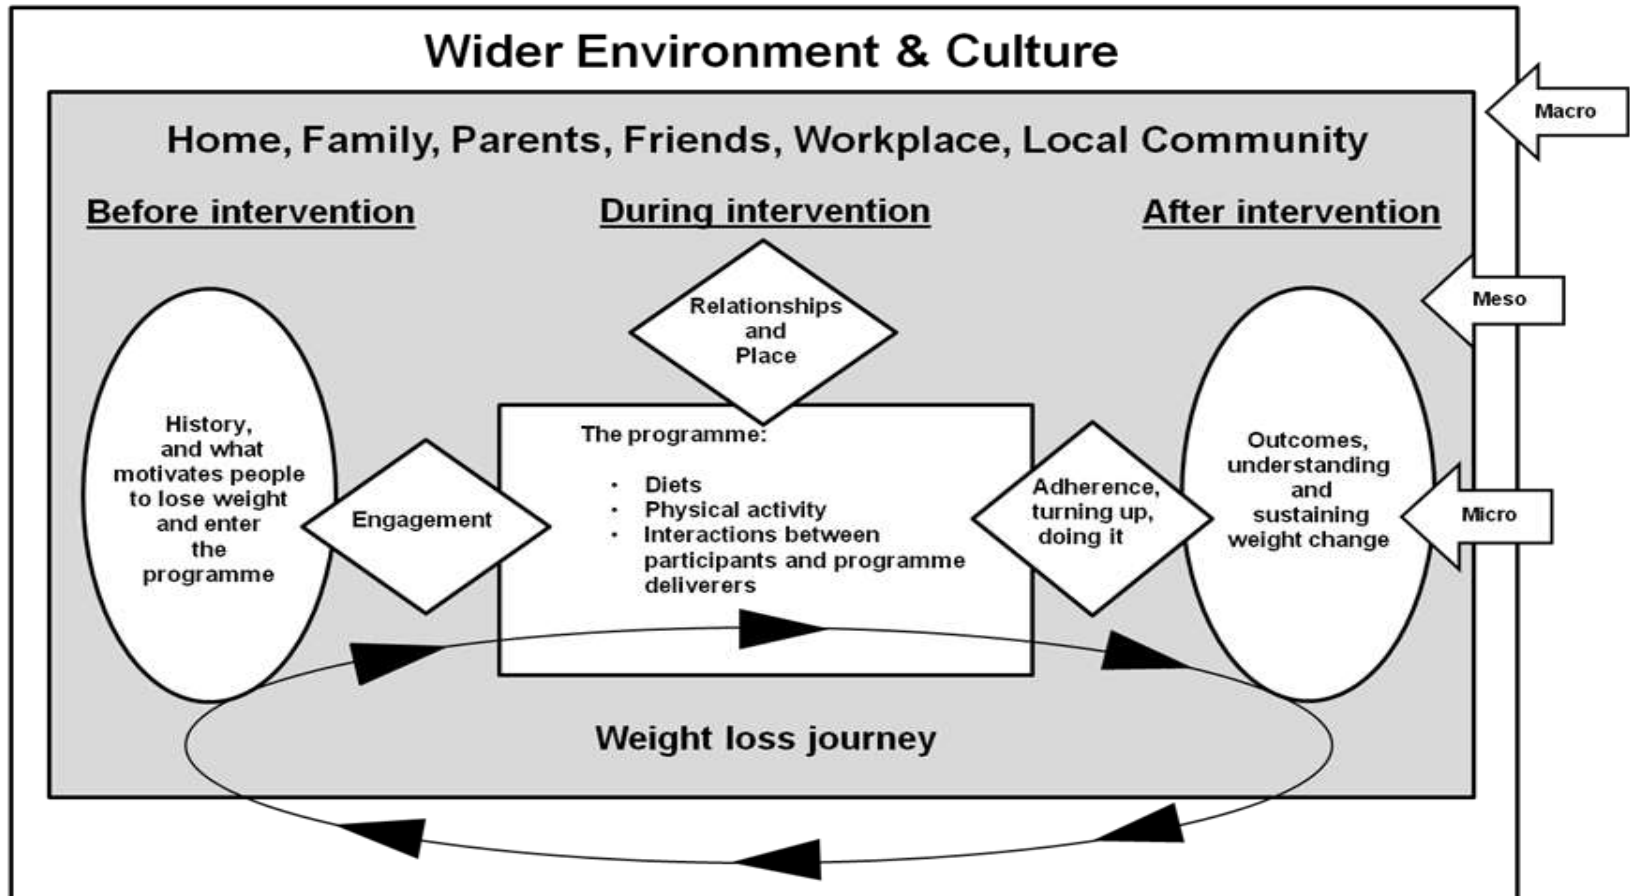 Wider Environment & Culture
Macro
Home, Family, Parents, Friends, Workplace, Local Community
Before intervention
During intervention
After intervention
Meso
Relationships
and
Place
History,
and what
motivates people
to lose weight
and enter
the
programme
Engagement
The programme:
• Diets
• Physical activity
• Interactions between
participants and programme
deliverers
Adherence,
turning up,
doing it
Outcomes,
understanding
and
sustaining
weight change
Micro
Weight loss journey